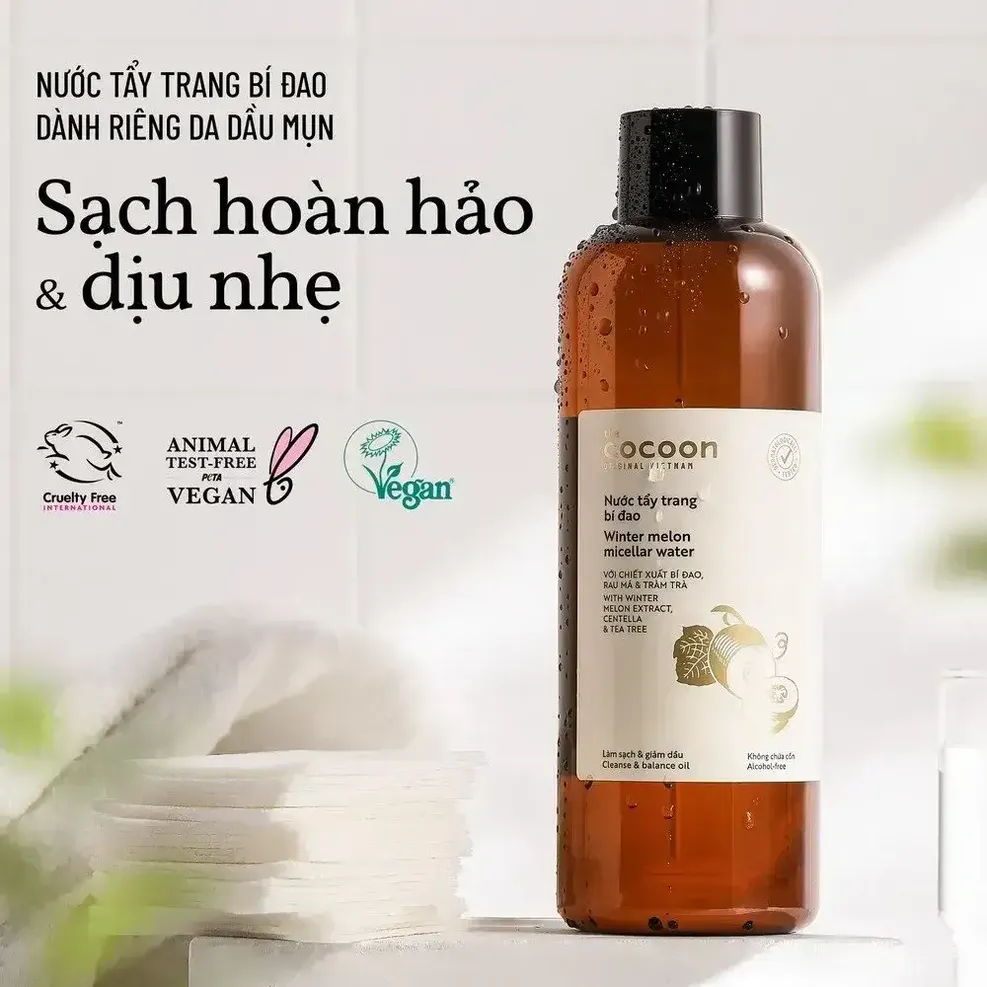 NƯỚC TẨY TRANG BÍ ĐAO
DÀNH RIÊNG DA DẦU MỤN
Sạch hoàn hảo
& dịu nhẹ
Cruelty Free
INTERNATIONAL
ANIMAL
TEST-FREE
PETA
VEGAN
Vegan
the
cocoon
ORIGINAL VIETNAM
Nước tẩy trang
bí đao
Winter melon
micellar water
VỚI CHIẾT XUẤT BÍ ĐAO,
RAU MÁ & TRÀM TRÀ
WITH WINTER
MELON EXTRACT,
CENTELLA
& TEA TREE
Làm sạch & giảm dầu
Cleanse & balance oil
Không chứa cồn
Alcohol-free